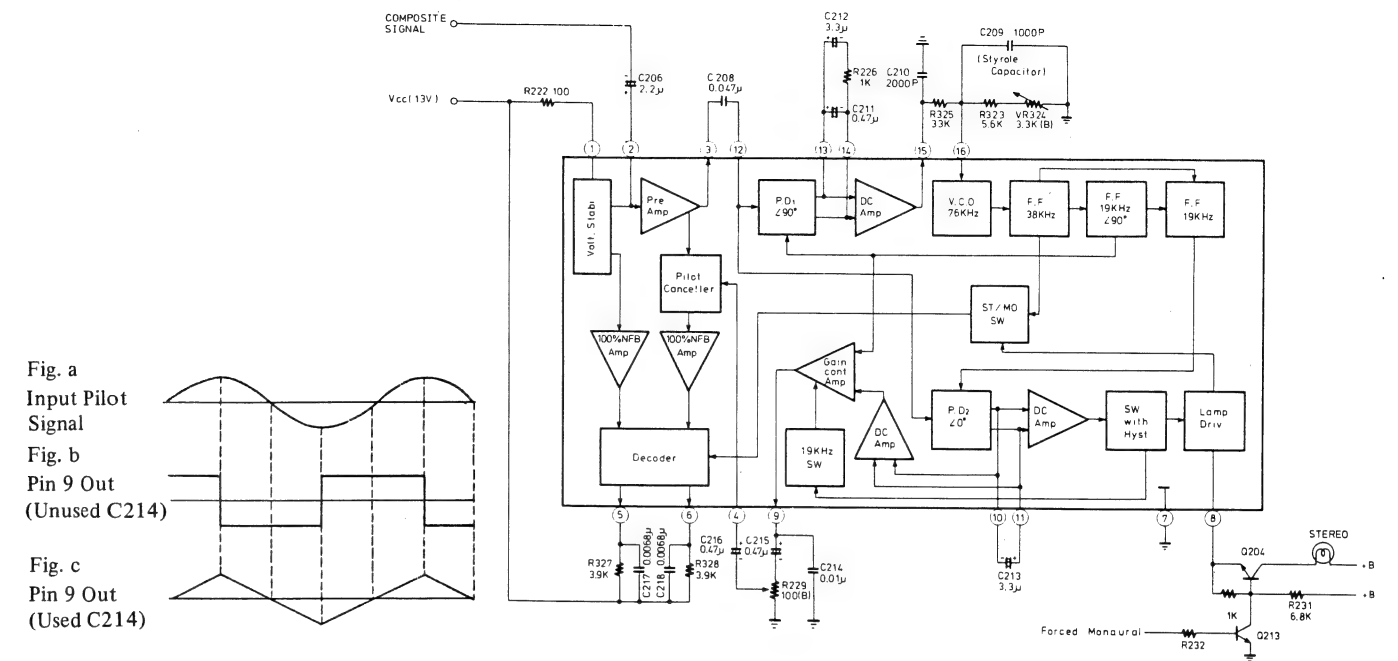 COMPOSITE
SIGNAL
Vcc(13V)
R222 100
C206
2.2μ
C208
0.047μ
C212
3.3μ
R226
1K
C211
0.47μ
C210
2000P
C209 1000P
(Styrole
Capacitor)
R325
33K
R323
5.6K
VR324
3.3K(B)
1
2
3
12
13
14
15
16
Volt. Stabi
Pre
Amp
P.D1
∠90°
DC
Amp
V.C.O
76KHz
F.F
38KHz
F.F
19KHz
∠90°
F.F
19KHz
Pilot
Canceller
ST/MO
SW
100%NFB
Amp
100%NFB
Amp
Gain
cont
Amp
DC
Amp
P.D2
∠0°
DC
Amp
SW
with
Hyst
Lamp
Driv
Decoder
19KHz
SW
5
6
4
9
10
11
7
8
R327
3.9K
C217 0.0068μ
C218 0.0068μ
R328
3.9K
C216
0.47μ
C215
0.47μ
R229
100(B)
C214
0.01μ
C213
3.3μ
Q204
STEREO
+B
+B
1K
R231
6.8K
Forced Monaural
R232
Q213
Fig. a
Input Pilot
Signal
Fig. b
Pin 9 Out
(Unused C214)
Fig. c
Pin 9 Out
(Used C214)